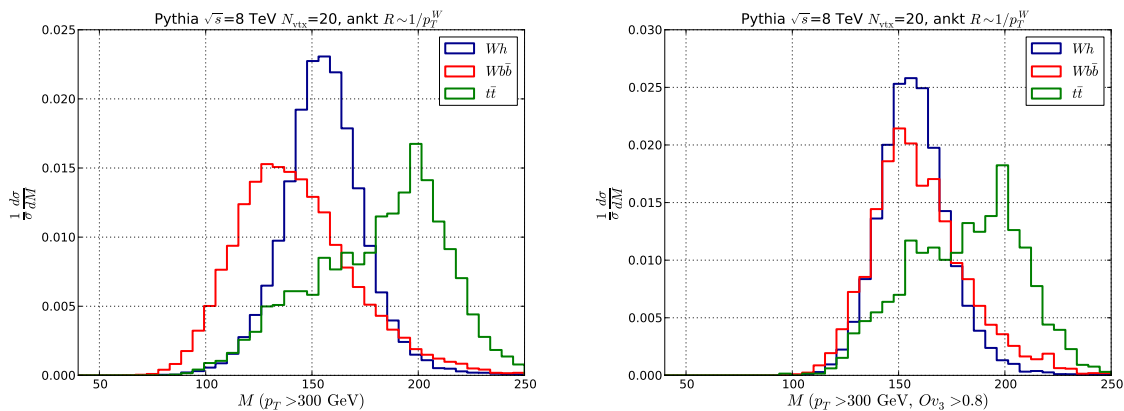 Pythia √s=8 TeV N_vtx=20, ankt R∼1/p_T^W
0.025
0.020
0.015
0.010
0.005
0.000
1/σ dσ/dM
Wh
Wbb̄
tt̄
50 100 150 200 250
M (p_T >300 GeV)
Pythia √s=8 TeV N_vtx=20, ankt R∼1/p_T^W
0.030
0.025
0.020
0.015
0.010
0.005
0.000
1/σ dσ/dM
Wh
Wbb̄
tt̄
50 100 150 200 250
M (p_T >300 GeV, Ov_3 >0.8)